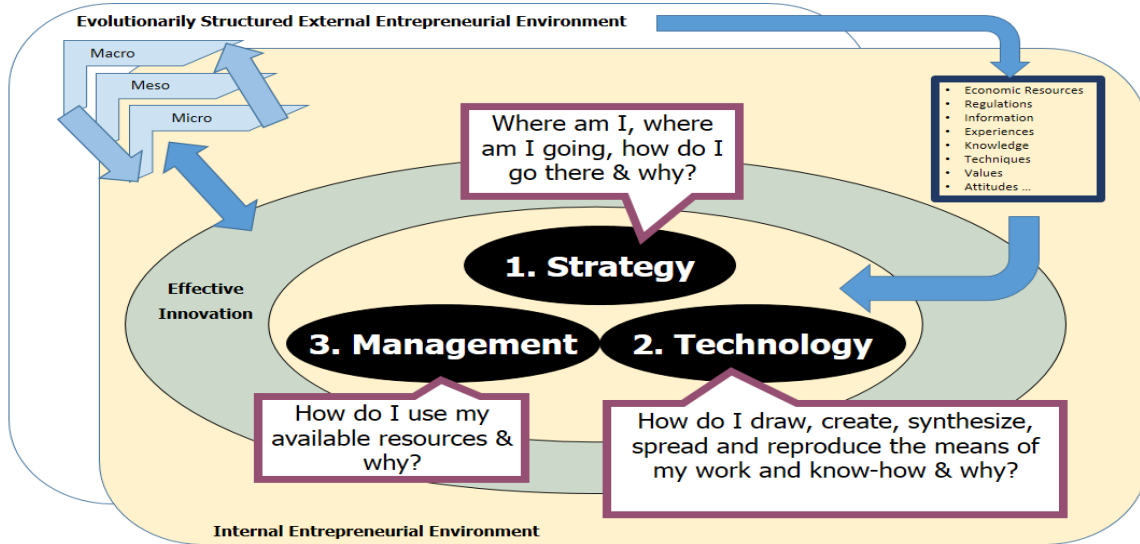 Evolutionarily Structured External Entrepreneurial Environment
Macro
Meso
Micro
• Economic Resources
• Regulations
• Information
• Experiences
• Knowledge
• Techniques
• Values
• Attitudes ...
Where am I, where
am I going, how do I
go there & why?
1. Strategy
Effective
Innovation
3. Management
2. Technology
How do I use my
available resources &
why?
How do I draw, create, synthesize,
spread and reproduce the means of
my work and know-how & why?
Internal Entrepreneurial Environment